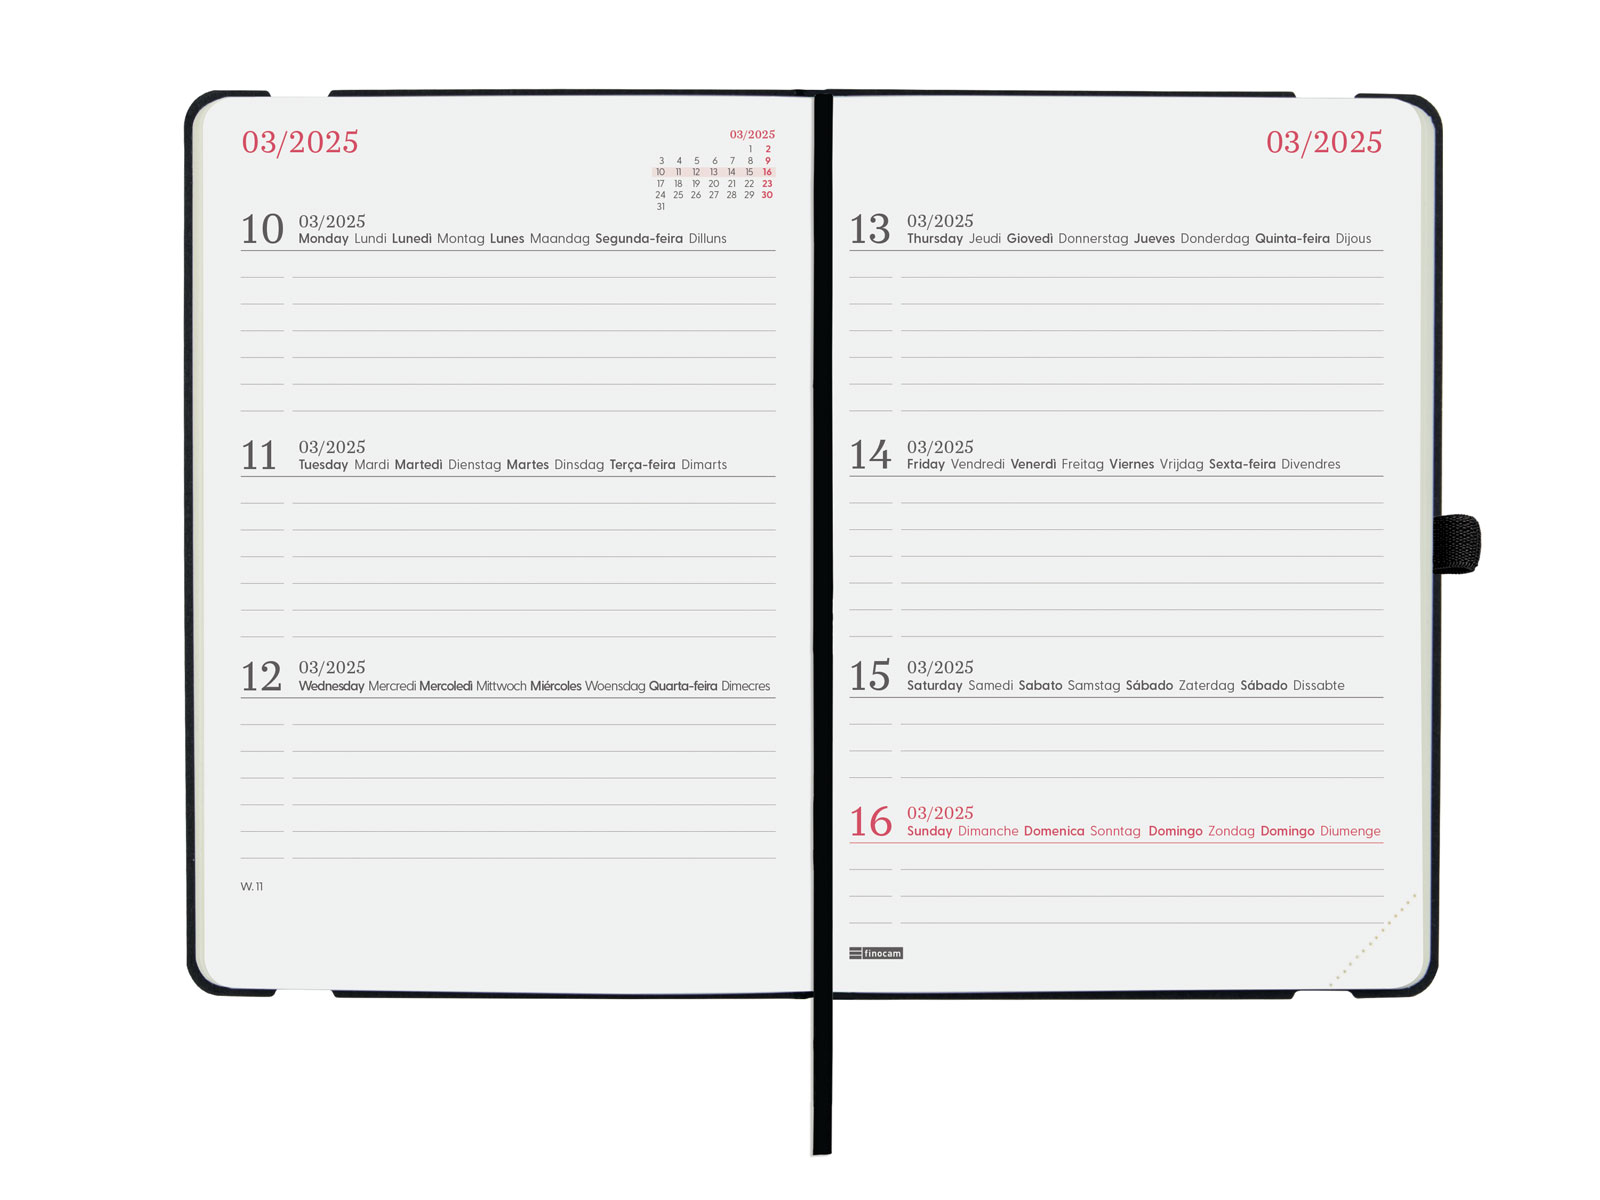 03/2025
03/2025
1 2
3 4 5 6 7 8 9
10 11 12 13 14 15 16
17 18 19 20 21 22 23
24 25 26 27 28 29 30
31
10 03/2025
Monday Lundi Lunedì Montag Lunes Maandag Segunda-feira Dilluns
11 03/2025
Tuesday Mardi Martedì Dienstag Martes Dinsdag Terça-feira Dimarts
12 03/2025
Wednesday Mercredi Mercoledì Mittwoch Miércoles Woensdag Quarta-feira Dimecres
W. 11
03/2025
13 03/2025
Thursday Jeudi Giovedì Donnerstag Jueves Donderdag Quinta-feira Dijous
14 03/2025
Friday Vendredi Venerdì Freitag Viernes Vrijdag Sexta-feira Divendres
15 03/2025
Saturday Samedi Sabato Samstag Sábado Zaterdag Sábado Dissabte
16 03/2025
Sunday Dimanche Domenica Sonntag Domingo Zondag Domingo Diumenge
finocam